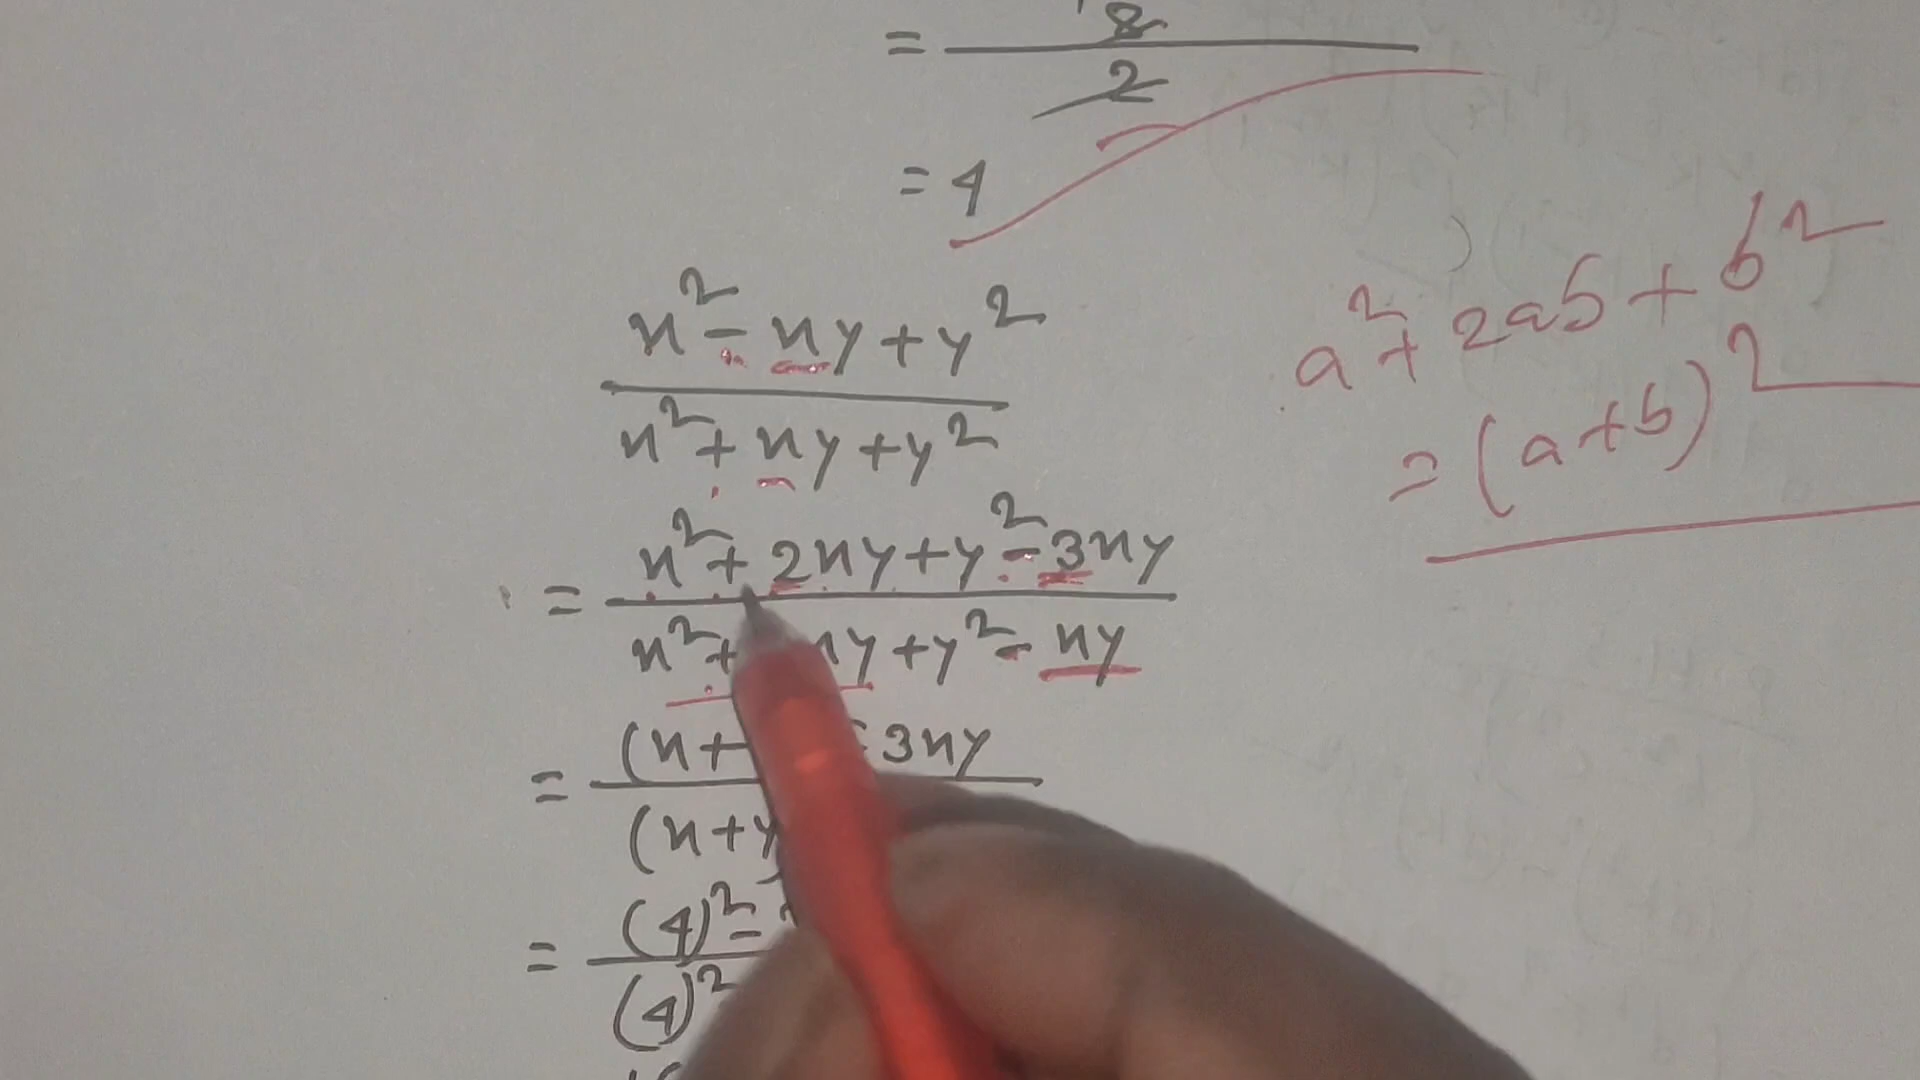 = 8 / 2
= 4
x² - xy + y²
x² + xy + y²
= x² + 2xy + y² - 3xy
x² + xy + y² - xy
= (x + 3xy
(x + y
= (4)² -
(4)²
a² + 2ab + b²
= (a+b)²